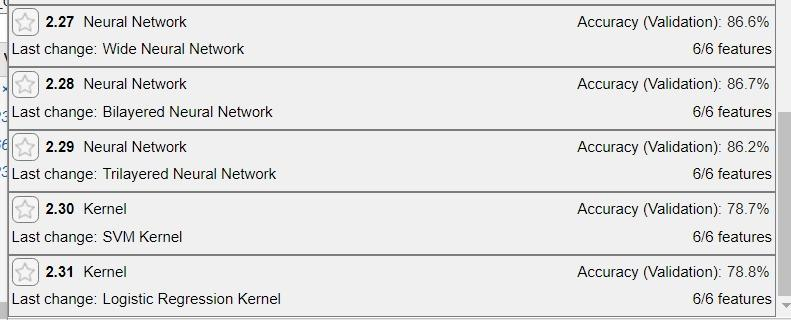 2.27 Neural Network Accuracy (Validation): 86.6%
Last change: Wide Neural Network 6/6 features
2.28 Neural Network Accuracy (Validation): 86.7%
Last change: Bilayered Neural Network 6/6 features
2.29 Neural Network Accuracy (Validation): 86.2%
Last change: Trilayered Neural Network 6/6 features
2.30 Kernel Accuracy (Validation): 78.7%
Last change: SVM Kernel 6/6 features
2.31 Kernel Accuracy (Validation): 78.8%
Last change: Logistic Regression Kernel 6/6 features